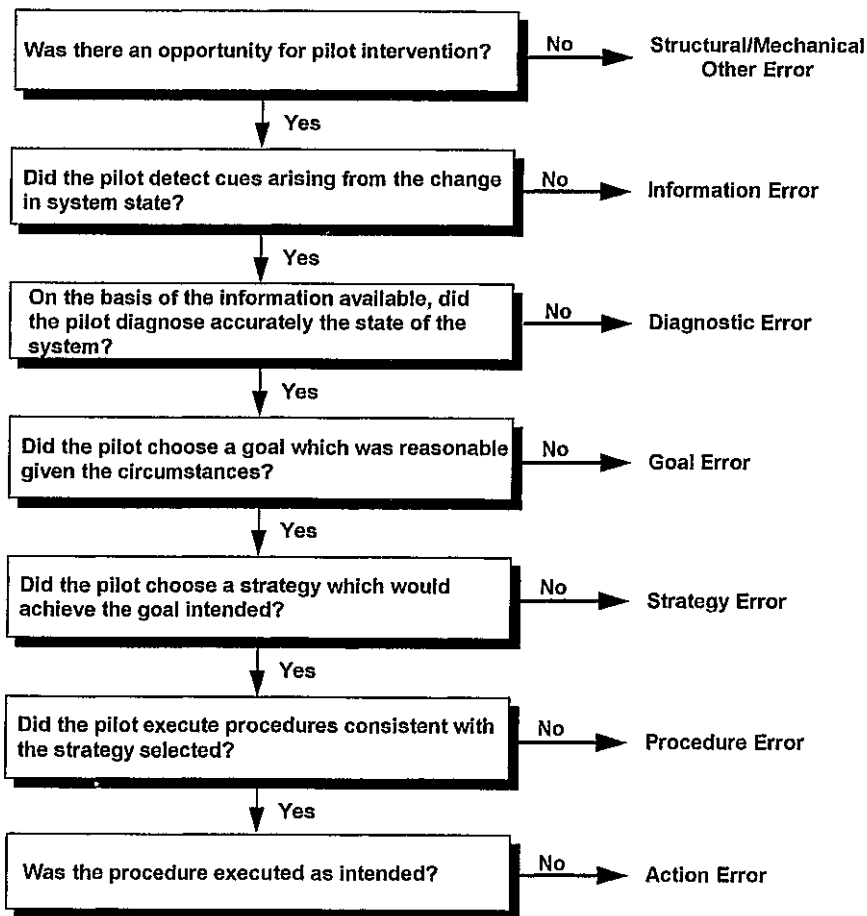 Was there an opportunity for pilot intervention?
No
Structural/Mechanical
Other Error
Yes
Did the pilot detect cues arising from the change
in system state?
No
Information Error
Yes
On the basis of the information available, did
the pilot diagnose accurately the state of the
system?
No
Diagnostic Error
Yes
Did the pilot choose a goal which was reasonable
given the circumstances?
No
Goal Error
Yes
Did the pilot choose a strategy which would
achieve the goal intended?
No
Strategy Error
Yes
Did the pilot execute procedures consistent with
the strategy selected?
No
Procedure Error
Yes
Was the procedure executed as intended?
No
Action Error